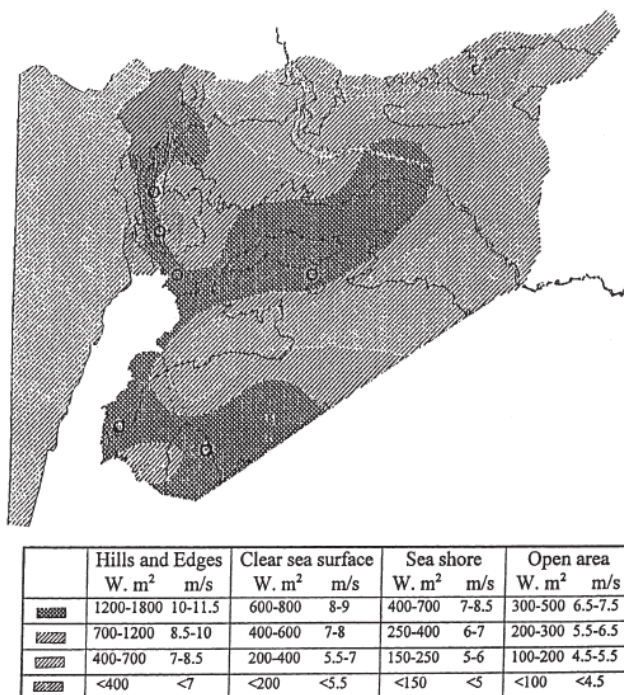 Hills and Edges Clear sea surface Sea shore Open area
W. m² m/s W. m² m/s W. m² m/s W. m² m/s
1200-1800 10-11.5 600-800 8-9 400-700 7-8.5 300-500 6.5-7.5
700-1200 8.5-10 400-600 7-8 250-400 6-7 200-300 5.5-6.5
400-700 7-8.5 200-400 5.5-7 150-250 5-6 100-200 4.5-5.5
<400 <7 <200 <5.5 <150 <5 <100 <4.5